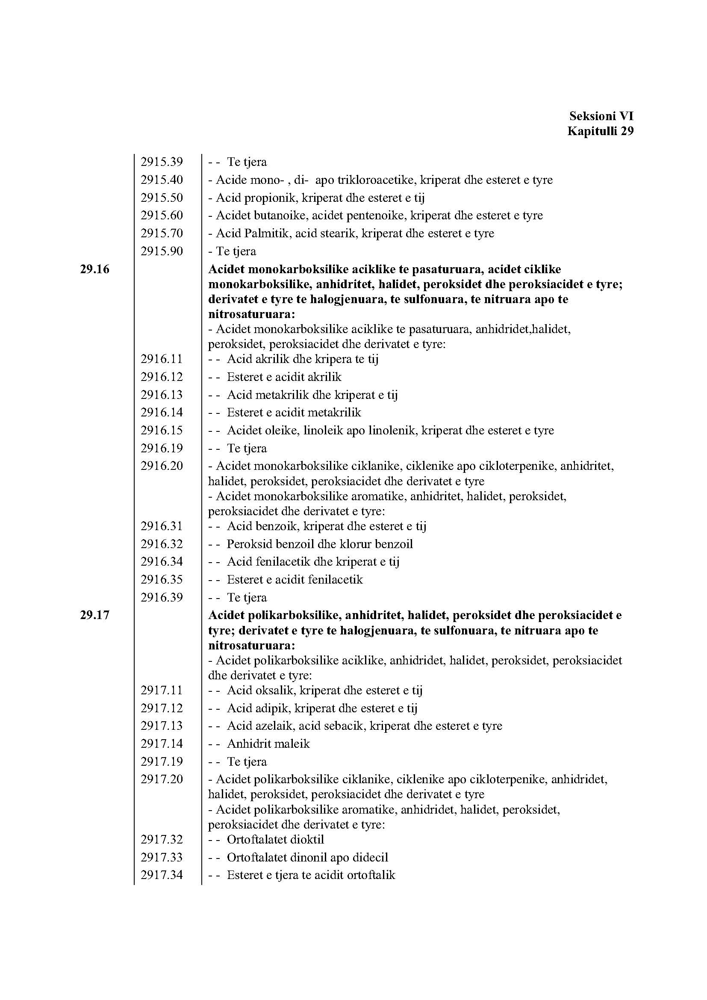 Seksioni VI
Kapitulli 29
2915.39 - - Te tjera
2915.40 - Acide mono- , di- apo trikloroacetike, kriperat dhe esteret e tyre
2915.50 - Acid propionik, kriperat dhe esteret e tij
2915.60 - Acidet butanoike, acidet pentenoike, kriperat dhe esteret e tyre
2915.70 - Acid Palmitik, acid stearik, kriperat dhe esteret e tyre
2915.90 - Te tjera
29.16 Acidet monokarboksilike aciklike te pasaturuara, acidet ciklike
monokarboksilike, anhidritet, halidet, peroksidet dhe peroksiacidet e tyre;
derivatet e tyre te halogjenuara, te sulfonuara, te nitruara apo te
nitrosaturuara:
- Acidet monokarboksilike aciklike te pasaturuara, anhidridet,halidet,
peroksidet, peroksiacidet dhe derivatet e tyre:
2916.11 - - Acid akrilik dhe kripera te tij
2916.12 - - Esteret e acidit akrilik
2916.13 - - Acid metakrilik dhe kriperat e tij
2916.14 - - Esteret e acidit metakrilik
2916.15 - - Acidet oleike, linoleik apo linolenik, kriperat dhe esteret e tyre
2916.19 - - Te tjera
2916.20 - Acidet monokarboksilike ciklanike, ciklenike apo cikloterpenike, anhidritet,
halidet, peroksidet, peroksiacidet dhe derivatet e tyre
- Acidet monokarboksilike aromatike, anhidritet, halidet, peroksidet,
peroksiacidet dhe derivatet e tyre:
2916.31 - - Acid benzoik, kriperat dhe esteret e tij
2916.32 - - Peroksid benzoil dhe klorur benzoil
2916.34 - - Acid fenilacetik dhe kriperat e tij
2916.35 - - Esteret e acidit fenilacetik
2916.39 - - Te tjera
29.17 Acidet polikarboksilike, anhidritet, halidet, peroksidet dhe peroksiacidet e
tyre; derivatet e tyre te halogjenuara, te sulfonuara, te nitruara apo te
nitrosaturuara:
- Acidet polikarboksilike aciklike, anhidridet, halidet, peroksidet, peroksiacidet
dhe derivatet e tyre:
2917.11 - - Acid oksalik, kriperat dhe esteret e tij
2917.12 - - Acid adipik, kriperat dhe esteret e tij
2917.13 - - Acid azelaik, acid sebacik, kriperat dhe esteret e tyre
2917.14 - - Anhidrit maleik
2917.19 - - Te tjera
2917.20 - Acidet polikarboksilike ciklanike, ciklenike apo cikloterpenike, anhidridet,
halidet, peroksidet, peroksiacidet dhe derivatet e tyre
- Acidet polikarboksilike aromatike, anhidridet, halidet, peroksidet,
peroksiacidet dhe derivatet e tyre:
2917.32 - - Ortoftalatet dioktil
2917.33 - - Ortoftalatet dinonil apo didecil
2917.34 - - Esteret e tjera te acidit ortoftalik